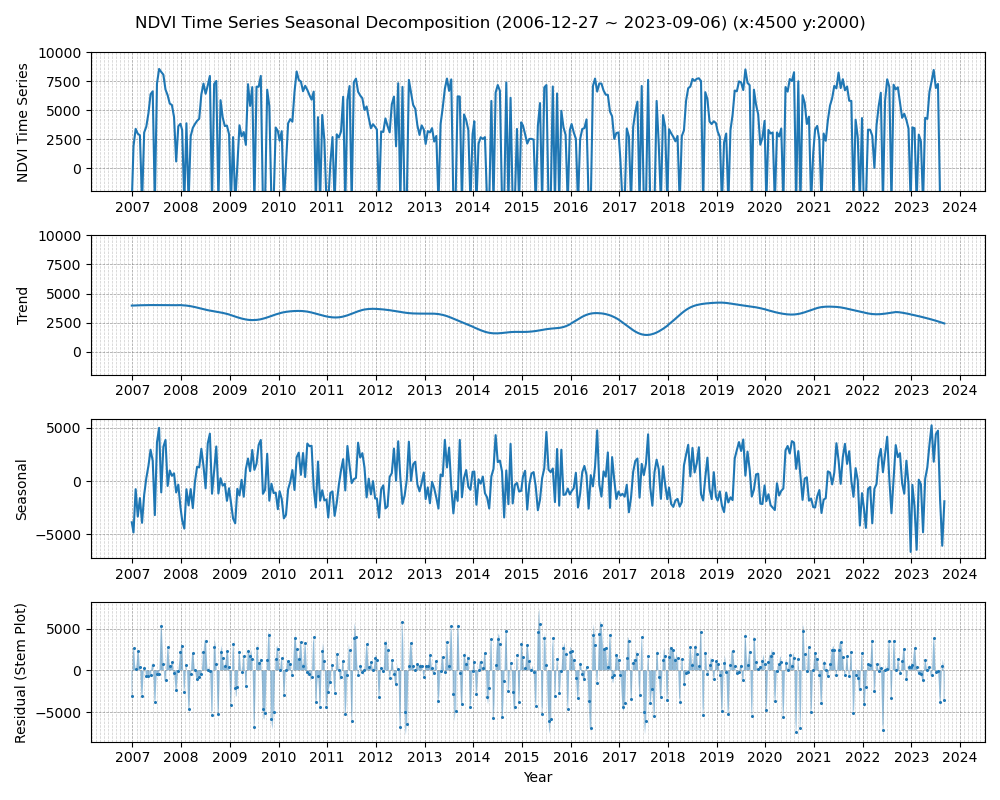 NDVI Time Series Seasonal Decomposition (2006-12-27 ~ 2023-09-06) (x:4500 y:2000)
NDVI Time Series
10000
7500
5000
2500
0
2007 2008 2009 2010 2011 2012 2013 2014 2015 2016 2017 2018 2019 2020 2021 2022 2023 2024
Trend
10000
7500
5000
2500
0
2007 2008 2009 2010 2011 2012 2013 2014 2015 2016 2017 2018 2019 2020 2021 2022 2023 2024
Seasonal
5000
0
−5000
2007 2008 2009 2010 2011 2012 2013 2014 2015 2016 2017 2018 2019 2020 2021 2022 2023 2024
Residual (Stem Plot)
5000
0
−5000
2007 2008 2009 2010 2011 2012 2013 2014 2015 2016 2017 2018 2019 2020 2021 2022 2023 2024
Year